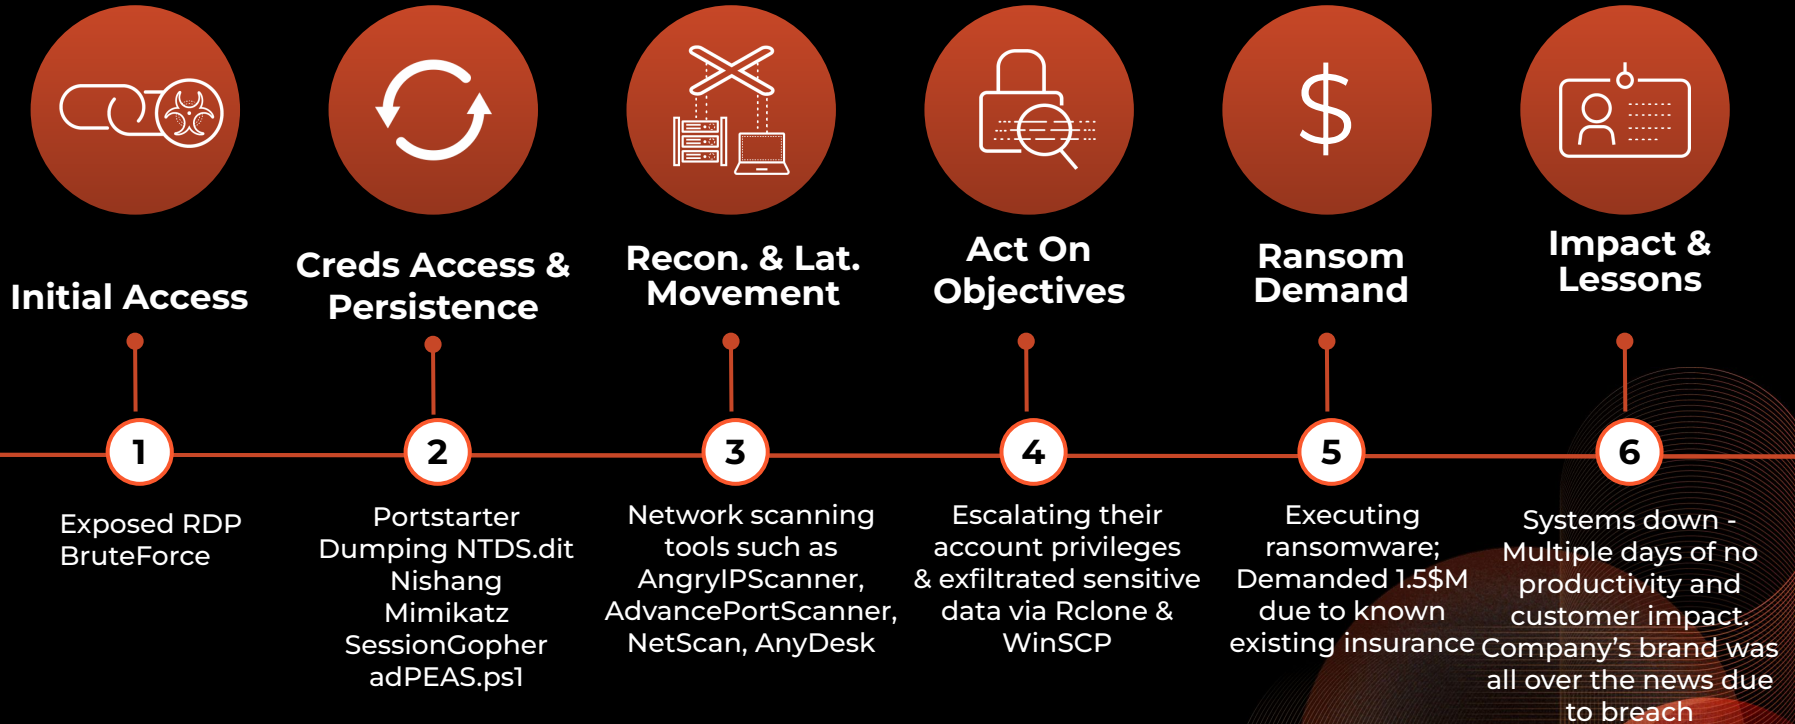 Initial Access
Creds Access &
Persistence
Recon. & Lat.
Movement
Act On
Objectives
Ransom
Demand
Impact &
Lessons
1
2
3
4
5
6
Exposed RDP
BruteForce
Portstarter
Dumping NTDS.dit
Nishang
Mimikatz
SessionGopher
adPEAS.ps1
Network scanning
tools such as
AngryIPScanner,
AdvancePortScanner,
NetScan, AnyDesk
Escalating their
account privileges
& exfiltrated sensitive
data via Rclone &
WinSCP
Executing
ransomware;
Demanded 1.5$M
due to known
existing insurance
Systems down -
Multiple days of no
productivity and
customer impact.
Company’s brand was
all over the news due
to breach
$